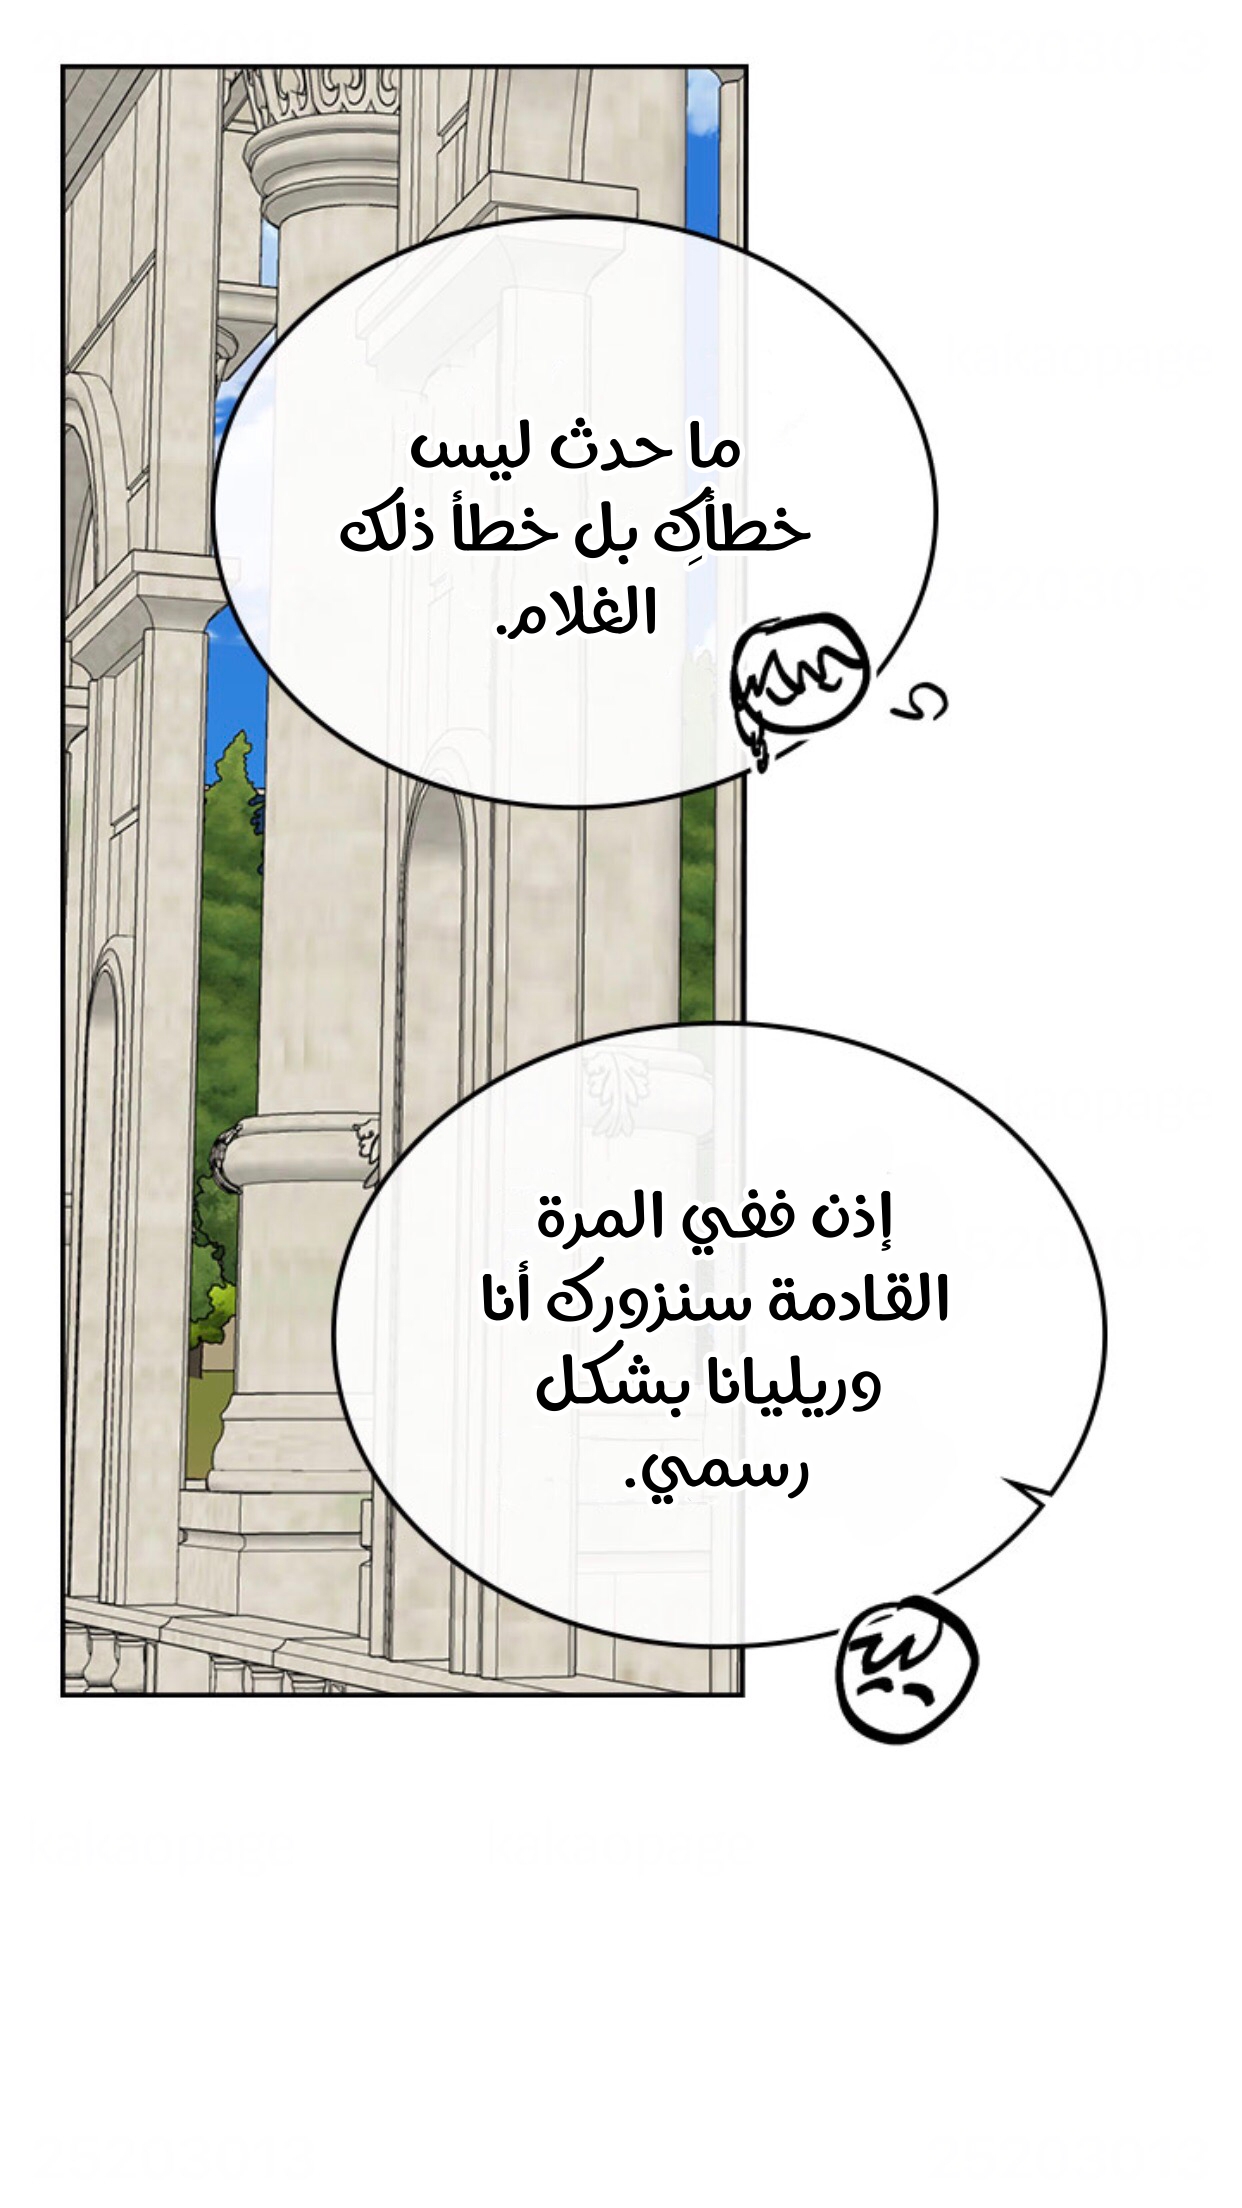 ما حدث ليس
خطأكِ بل خطأ ذلك
الغلام.
إذن ففي المرة
القادمة سنزورك أنا
وريليانا بشكل
رسمي.